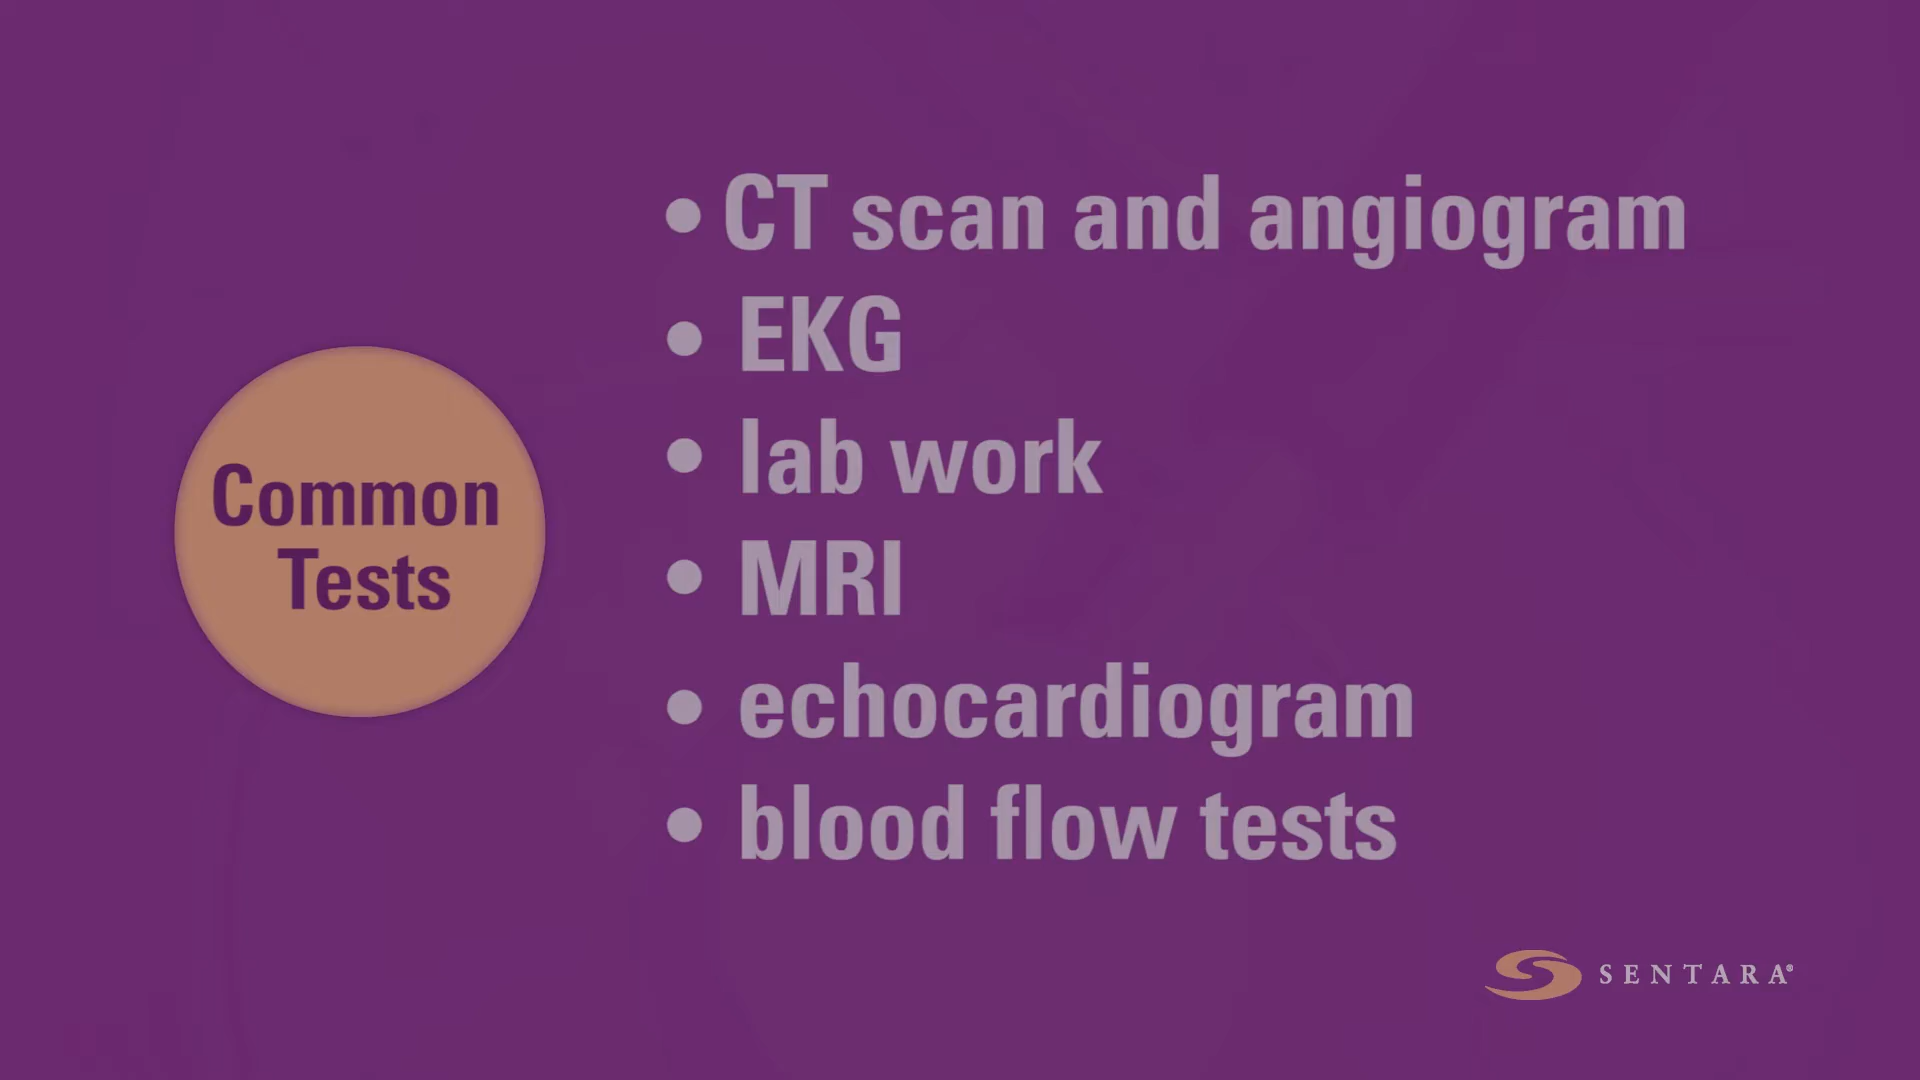 Common
Tests
• CT scan and angiogram
• EKG
• lab work
• MRI
• echocardiogram
• blood flow tests
SENTARA®